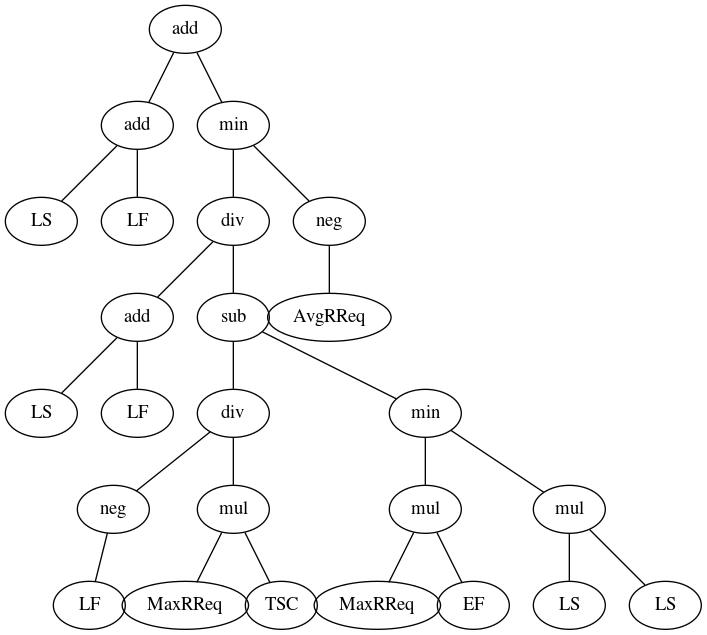 add
add min
LS LF div neg
add sub AvgRReq
LS LF div min
neg mul mul mul
LF MaxRReq TSC MaxRReq EF LS LS